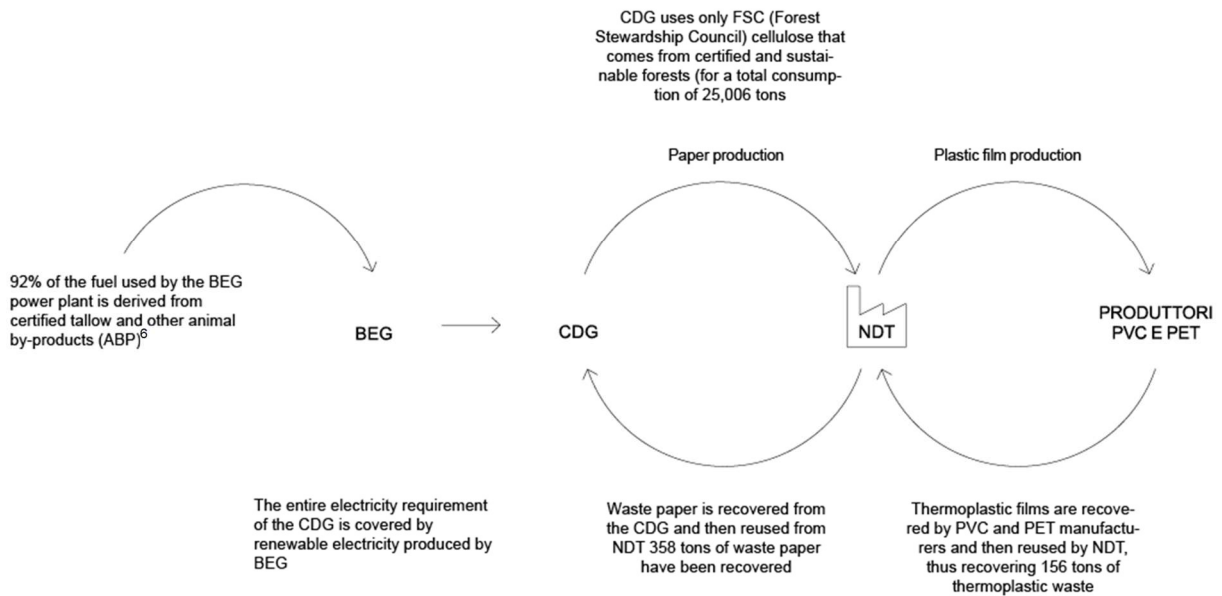 CDG uses only FSC (Forest
Stewardship Council) cellulose that
comes from certified and sustai-
nable forests (for a total consump-
tion of 25,006 tons
Paper production
Plastic film production
92% of the fuel used by the BEG
power plant is derived from
certified tallow and other animal
by-products (ABP)6
BEG
CDG
NDT
PRODUTTORI
PVC E PET
The entire electricity requirement
of the CDG is covered by
renewable electricity produced by
BEG
Waste paper is recovered from
the CDG and then reused from
NDT 358 tons of waste paper
have been recovered
Thermoplastic films are recove-
red by PVC and PET manufactu-
rers and then reused by NDT,
thus recovering 156 tons of
thermoplastic waste